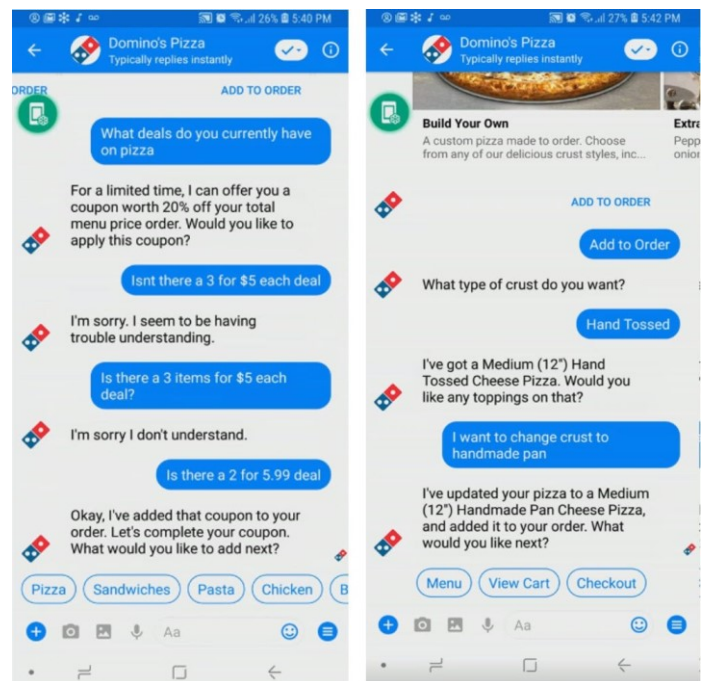 26% 5:40 PM
Domino's Pizza
Typically replies instantly
ORDER
ADD TO ORDER
What deals do you currently have
on pizza
For a limited time, I can offer you a
coupon worth 20% off your total
menu price order. Would you like to
apply this coupon?
Isnt there a 3 for $5 each deal
I'm sorry. I seem to be having
trouble understanding.
Is there a 3 items for $5 each
deal?
I'm sorry I don't understand.
Is there a 2 for 5.99 deal
Okay, I've added that coupon to your
order. Let's complete your coupon.
What would you like to add next?
Pizza
Sandwiches
Pasta
Chicken
B
Aa
27% 5:42 PM
Domino's Pizza
Typically replies instantly
Build Your Own
A custom pizza made to order. Choose
from any of our delicious crust styles, inc...
Extra
Pepp
onior
ADD TO ORDER
Add to Order
What type of crust do you want?
Hand Tossed
I've got a Medium (12") Hand
Tossed Cheese Pizza. Would you
like any toppings on that?
I want to change crust to
handmade pan
I've updated your pizza to a Medium
(12") Handmade Pan Cheese Pizza,
and added it to your order. What
would you like next?
Menu
View Cart
Checkout
Aa